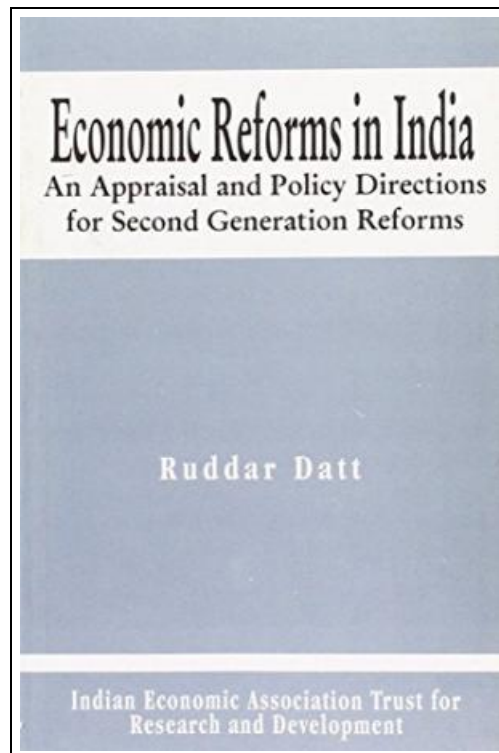 Economic Reforms in India
An Appraisal and Policy Directions
for Second Generation Reforms
Ruddar Datt
Indian Economic Association Trust for
Research and Development